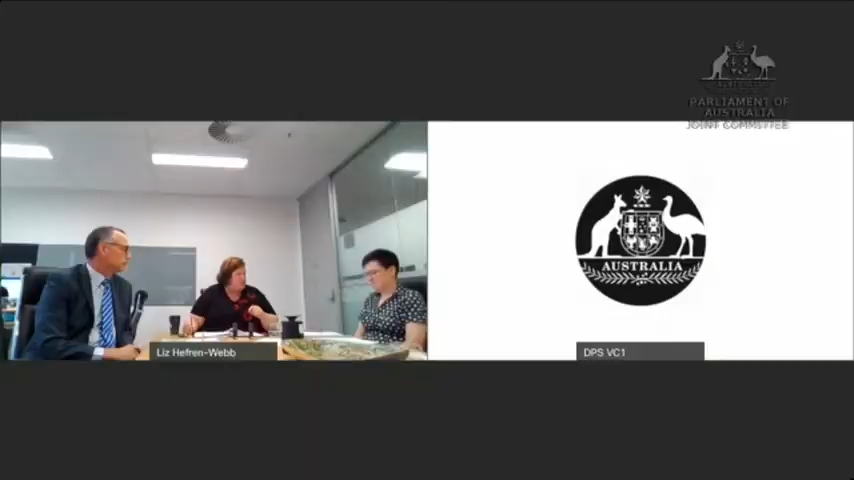 PARLIAMENT OF
AUSTRALIA
JOINT COMMITTEE
AUSTRALIA
Liz Hefren-Webb
DPS VC1